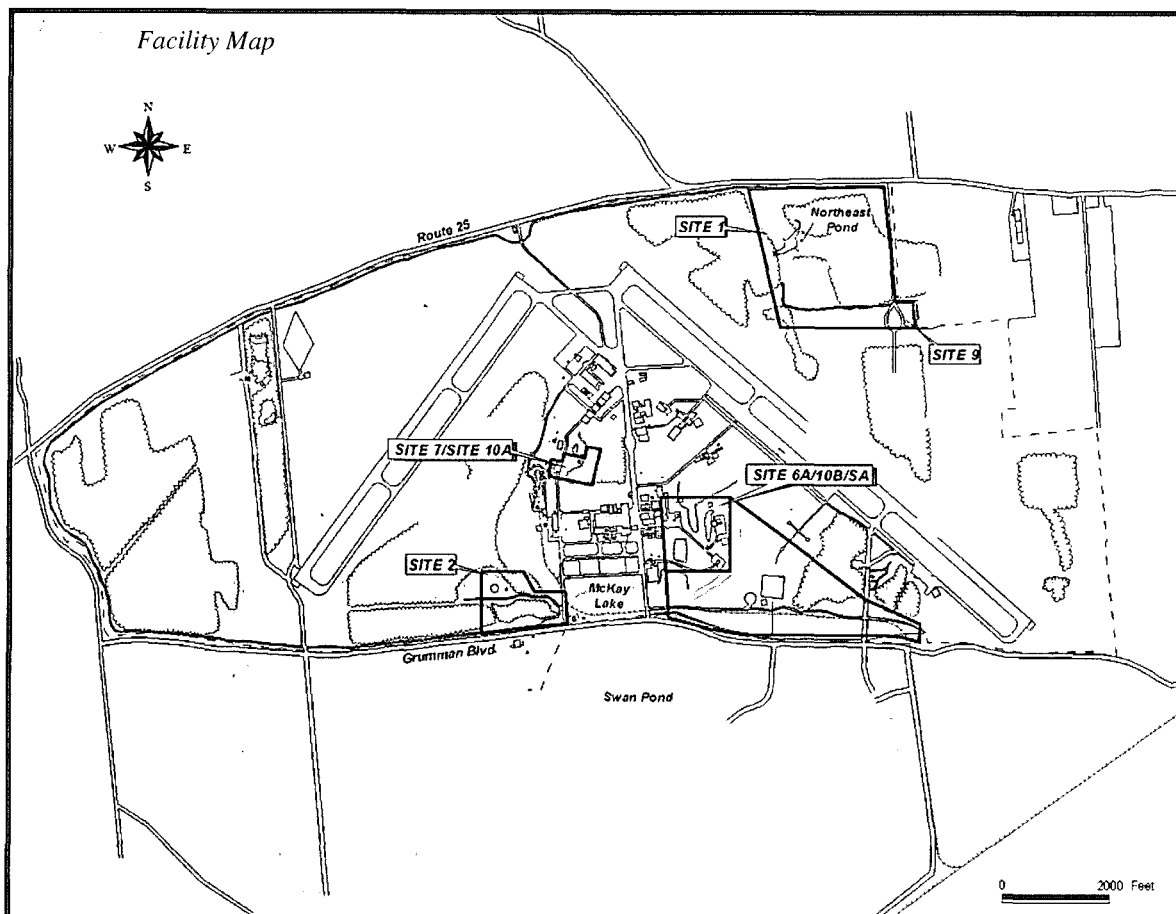 Facility Map
N
W E
S
Route 25
SITE 1
Northeast
Pond
SITE 9
SITE 7/SITE 10A
SITE 6A/10B/SA
SITE 2
McKay
Lake
Grumman Blvd.
Swan Pond
0 2000 Feet